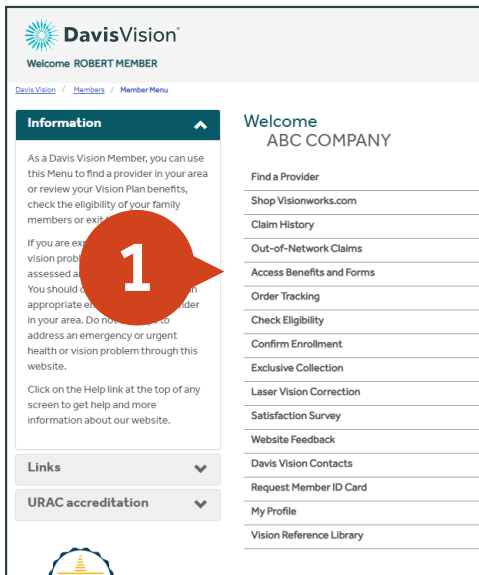 DavisVision
Welcome ROBERT MEMBER
Davis Vision / Members / Member Menu
Information
As a Davis Vision Member, you can use
this Menu to find a provider in your area
or review your Vision Plan benefits,
check the eligibility of your family
members or exit
If you are
vision
assessed
You should
appropriate
in your area. Do to
address an emergency or urgent
health or vision problem through this
website.
Click on the Help link at the top of any
screen to get help and more
information about our website.
Links
URAC accreditation
1
Welcome
ABC COMPANY
Find a Provider
Shop Visionworks.com
Claim History
Out-of-Network Claims
Access Benefits and Forms
Order Tracking
Check Eligibility
Confirm Enrollment
Exclusive Collection
Laser Vision Correction
Satisfaction Survey
Website Feedback
Davis Vision Contacts
Request Member ID Card
My Profile
Vision Reference Library